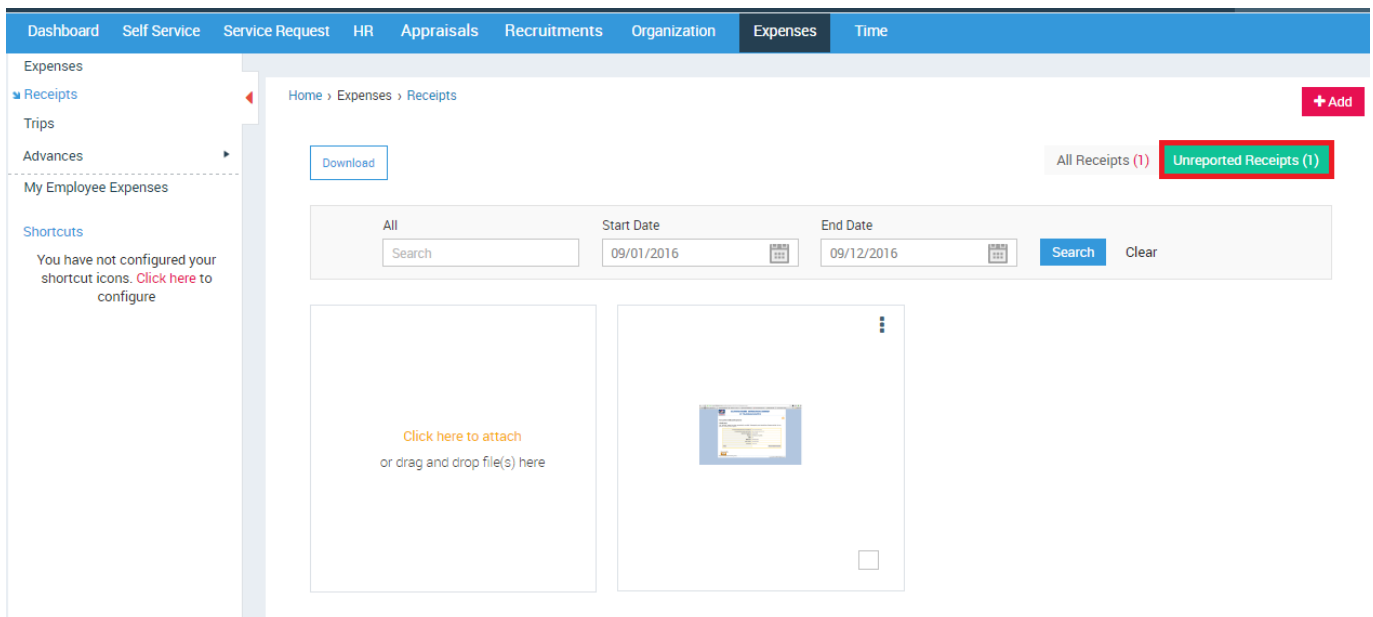 Dashboard Self Service Service Request HR Appraisals Recruitments Organization Expenses Time
Expenses
Receipts
Trips
Advances
My Employee Expenses
Shortcuts
You have not configured your
shortcut icons. Click here to
configure
Home › Expenses › Receipts
+ Add
Download
All Receipts (1)
Unreported Receipts (1)
All
Search
Start Date
09/01/2016
End Date
09/12/2016
Search
Clear
Click here to attach
or drag and drop file(s) here